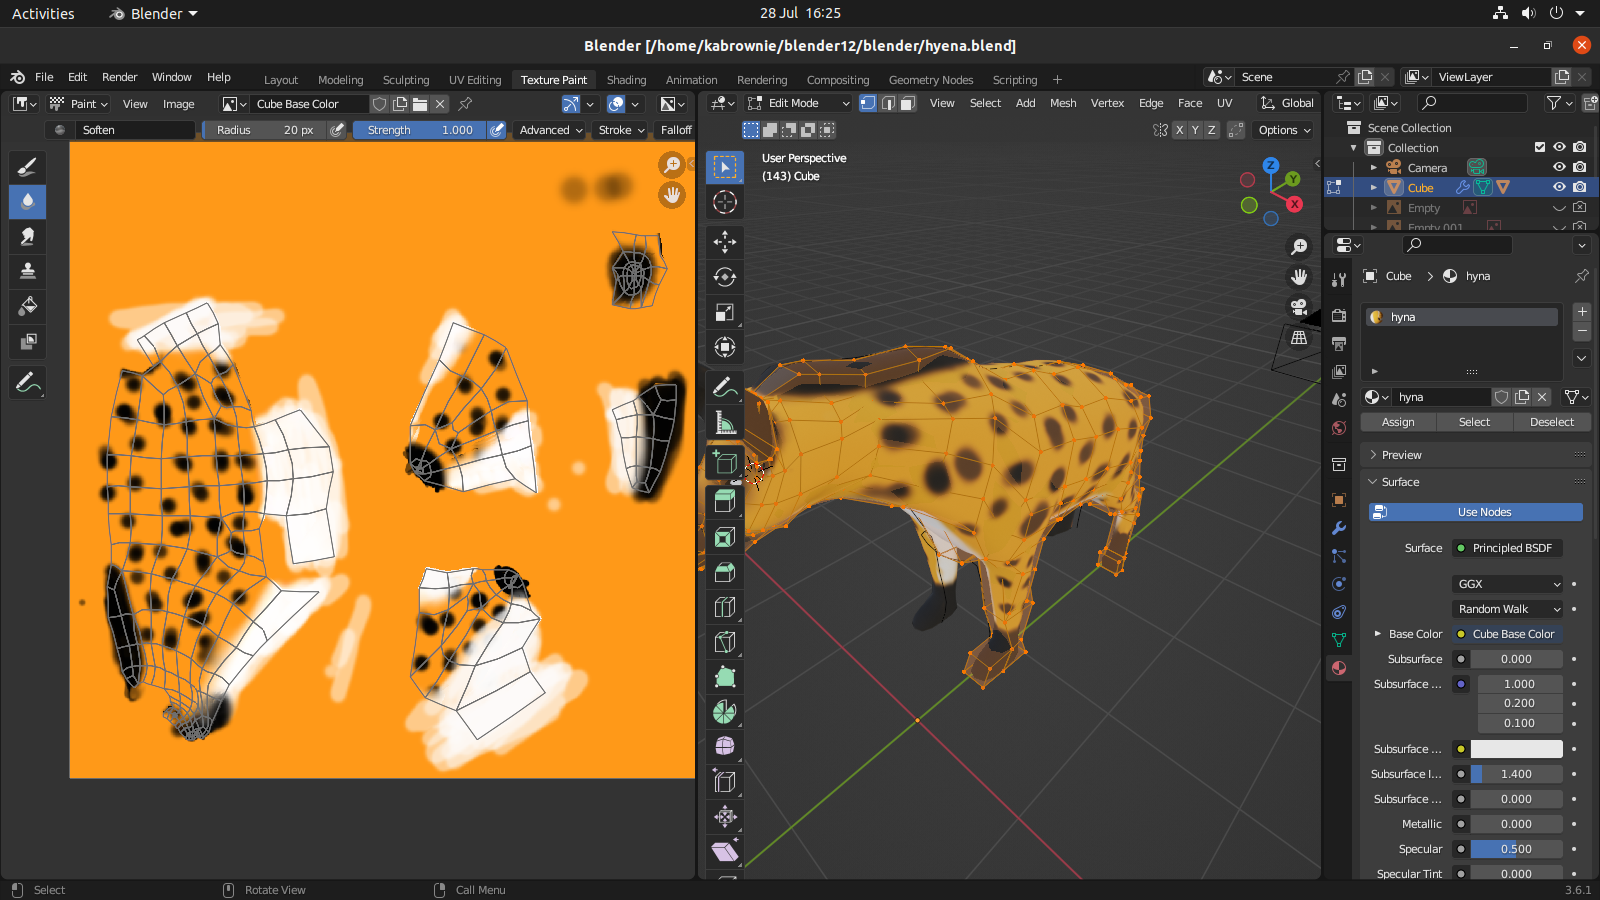 Activities
Blender
28 Jul 16:25
Blender [/home/kabrownie/blender12/blender/hyena.blend]
File Edit Render Window Help
Layout Modeling Sculpting UV Editing Texture Paint Shading Animation Rendering Compositing Geometry Nodes Scripting +
Scene
ViewLayer
Paint View Image
Cube Base Color
Edit Mode
View Select Add Mesh Vertex Edge Face UV
Global
Soften
Radius 20 px
Strength 1.000
Advanced
Stroke
Falloff
X Y Z
Options
User Perspective
(143) Cube
Z
Y
X
Scene Collection
Collection
Camera
Cube
Empty
Empty.001
Cube > hyna
hyna
hyna
Assign Select Deselect
Preview
Surface
Use Nodes
Surface Principled BSDF
GGX
Random Walk
Base Color Cube Base Color
Subsurface 0.000
Subsurface ... 1.000
0.200
0.100
Subsurface ...
Subsurface I... 1.400
Subsurface ... 0.000
Metallic 0.000
Specular 0.500
Specular Tint 0.000
Select
Rotate View
Call Menu
3.6.1